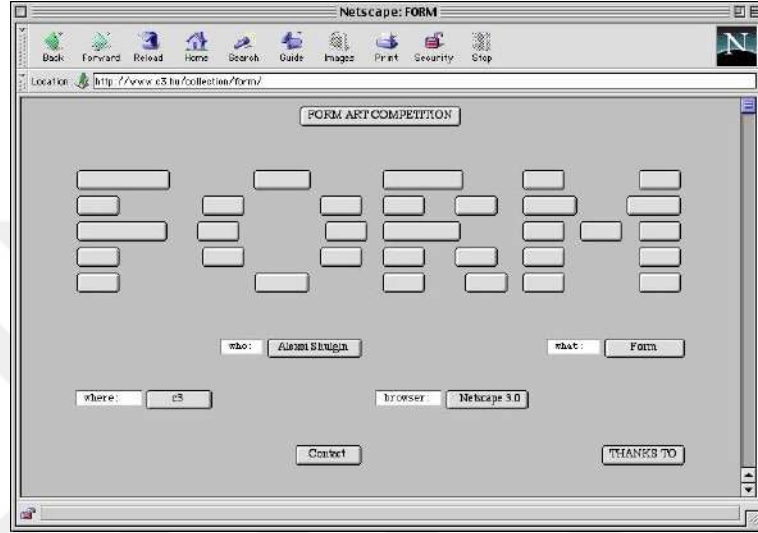 Netscape: FORM
Back Forward Reload Home Search Guide Images Print Security Stop
N
Location: http://www.c3.hu/collection/form/
FORM ART COMPETITION
who: Alexei Shulgin what: Form
where: c3 browser: Netscape 3.0
Contact THANKS TO